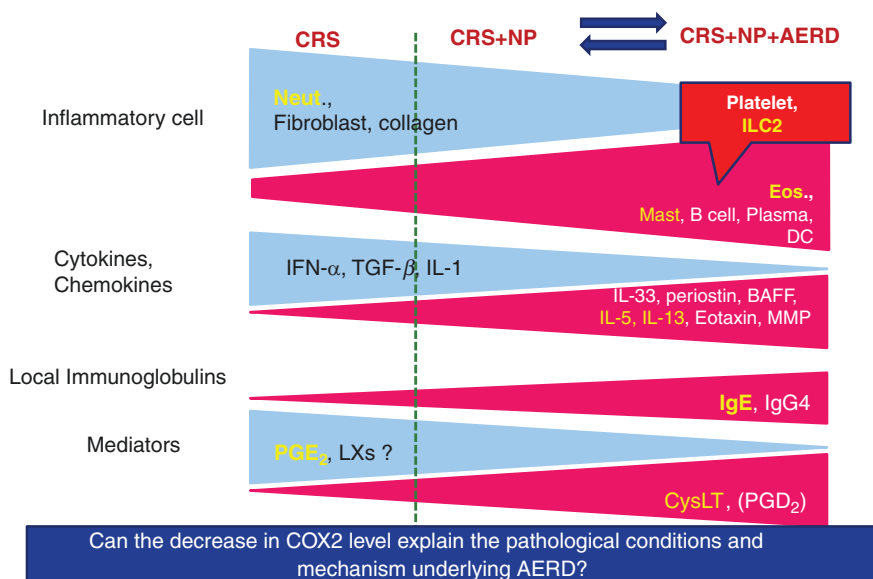 CRS CRS+NP CRS+NP+AERD
Inflammatory cell
Neut.,
Fibroblast, collagen
Platelet,
ILC2
Eos.,
Mast, B cell, Plasma,
DC
Cytokines,
Chemokines
IFN-α, TGF-β, IL-1
IL-33, periostin, BAFF,
IL-5, IL-13, Eotaxin, MMP
Local Immunoglobulins
IgE, IgG4
Mediators
PGE₂, LXs ?
CysLT, (PGD₂)
Can the decrease in COX2 level explain the pathological conditions and
mechanism underlying AERD?